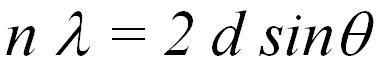 n λ = 2 d sinθ